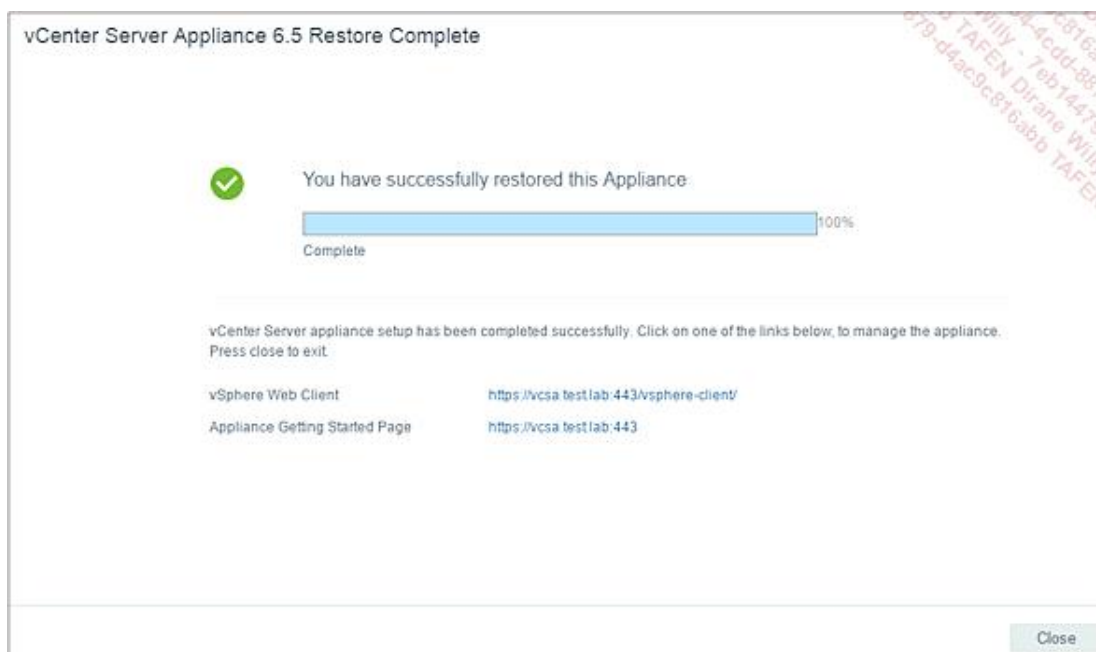 vCenter Server Appliance 6.5 Restore Complete
You have successfully restored this Appliance
100%
Complete
vCenter Server appliance setup has been completed successfully. Click on one of the links below, to manage the appliance.
Press close to exit.
vSphere Web Client https://vcsa.test.lab:443/vsphere-client/
Appliance Getting Started Page https://vcsa.test.lab:443
Close